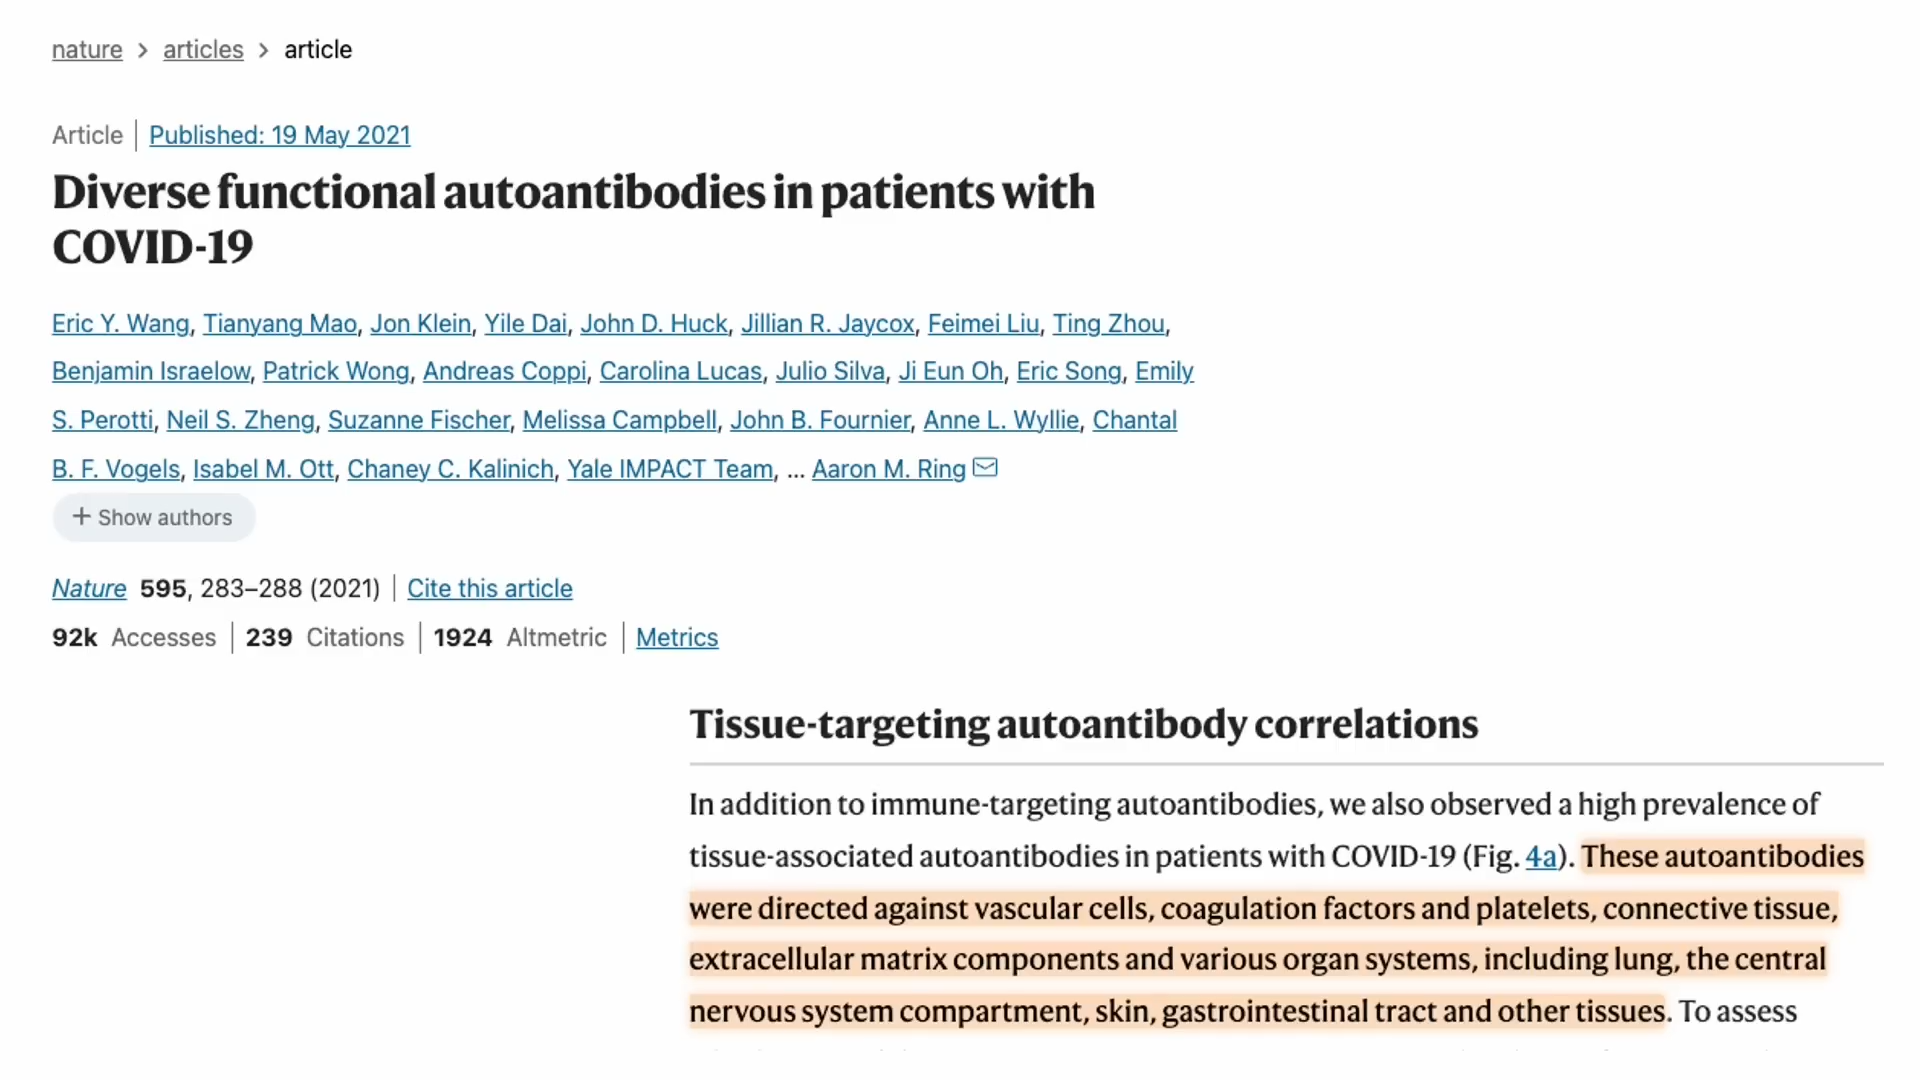 nature > articles > article
Article | Published: 19 May 2021
Diverse functional autoantibodies in patients with
COVID-19
Eric Y. Wang, Tianyang Mao, Jon Klein, Yile Dai, John D. Huck, Jillian R. Jaycox, Feimei Liu, Ting Zhou,
Benjamin Israelow, Patrick Wong, Andreas Coppi, Carolina Lucas, Julio Silva, Ji Eun Oh, Eric Song, Emily
S. Perotti, Neil S. Zheng, Suzanne Fischer, Melissa Campbell, John B. Fournier, Anne L. Wyllie, Chantal
B. F. Vogels, Isabel M. Ott, Chaney C. Kalinich, Yale IMPACT Team, ... Aaron M. Ring
+ Show authors
Nature 595, 283–288 (2021) | Cite this article
92k Accesses | 239 Citations | 1924 Altmetric | Metrics
Tissue-targeting autoantibody correlations
In addition to immune-targeting autoantibodies, we also observed a high prevalence of
tissue-associated autoantibodies in patients with COVID-19 (Fig. 4a). These autoantibodies
were directed against vascular cells, coagulation factors and platelets, connective tissue,
extracellular matrix components and various organ systems, including lung, the central
nervous system compartment, skin, gastrointestinal tract and other tissues. To assess